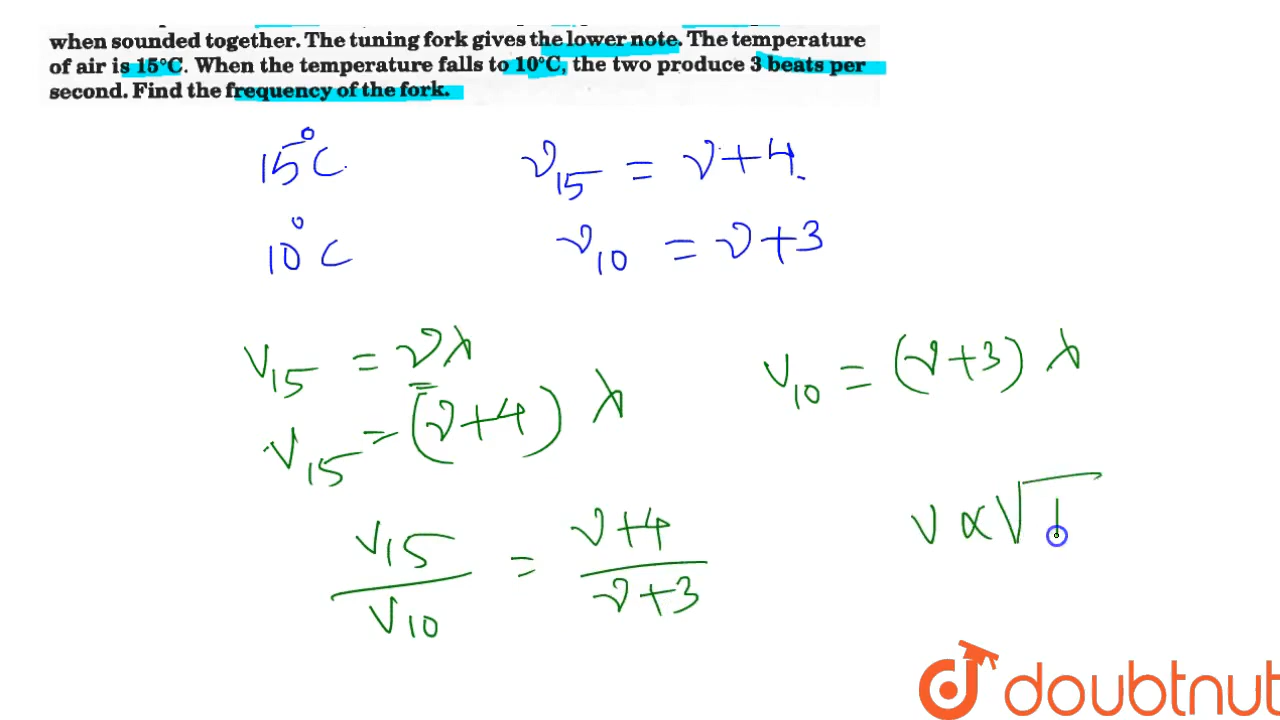 when sounded together. The tuning fork gives the lower note. The temperature
of air is 15°C. When the temperature falls to 10°C, the two produce 3 beats per
second. Find the frequency of the fork.
15°C ν₁₅ = ν+4
10°C ν₁₀ = ν+3
V₁₅ = νλ
V₁₅ = (ν+4) λ
V₁₀ = (ν+3) λ
V₁₅/V₁₀ = ν+4/ν+3
V ∝ √
doubtnut